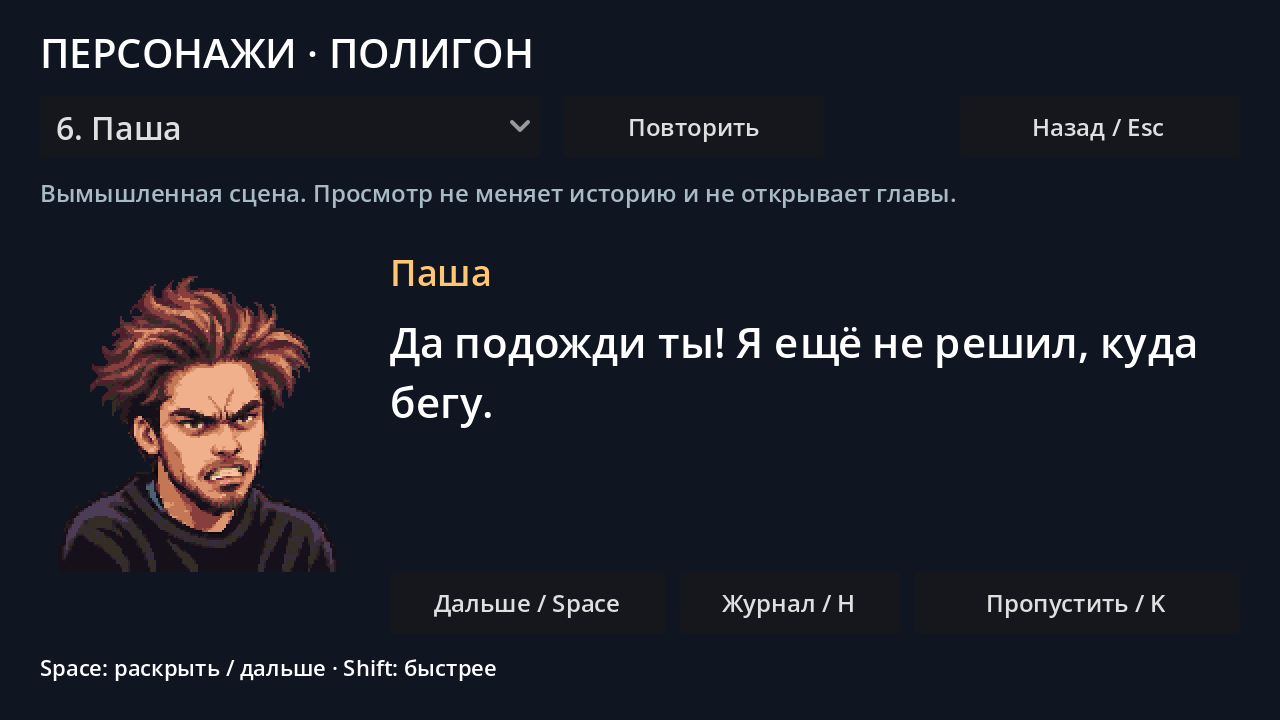 ПЕРСОНАЖИ · ПОЛИГОН
6. Паша
Повторить
Назад / Esc
Вымышленная сцена. Просмотр не меняет историю и не открывает главы.
Паша
Да подожди ты! Я ещё не решил, куда
бегу.
Дальше / Space
Журнал / H
Пропустить / K
Space: раскрыть / дальше · Shift: быстрее